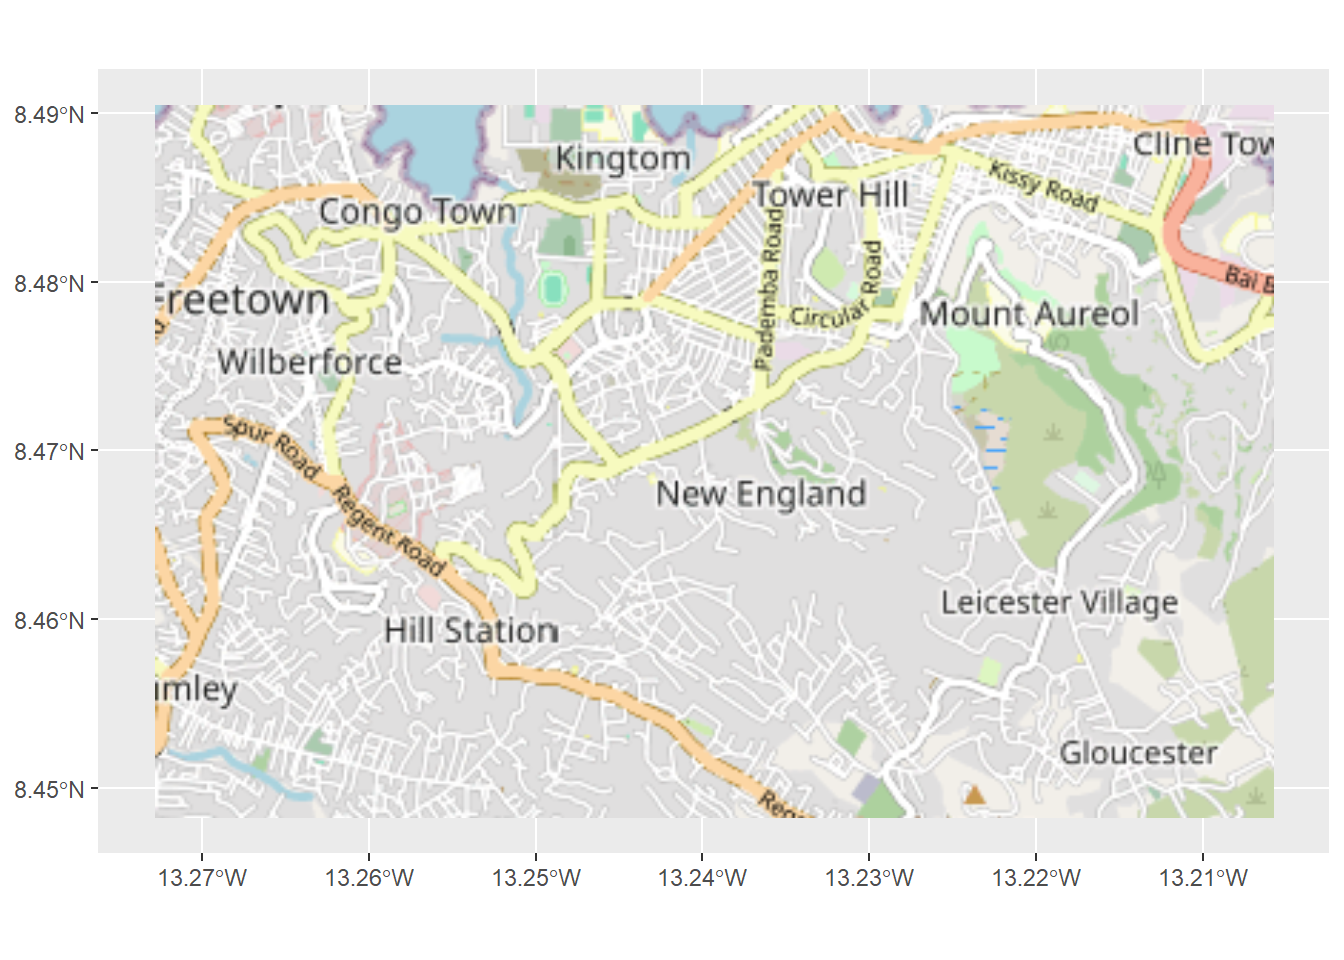 8.49°N
8.48°N
8.47°N
8.46°N
8.45°N
Kingtom
Cline Tow
Kissy Road
Tower Hill
Congo Town
Pademba Road
Circular Road
Bai B
Freetown
Mount Aureol
Wilberforce
Spur Road
Regent Road
New England
Leicester Village
Hill Station
umley
Gloucester
Reg
13.27°W
13.26°W
13.25°W
13.24°W
13.23°W
13.22°W
13.21°W